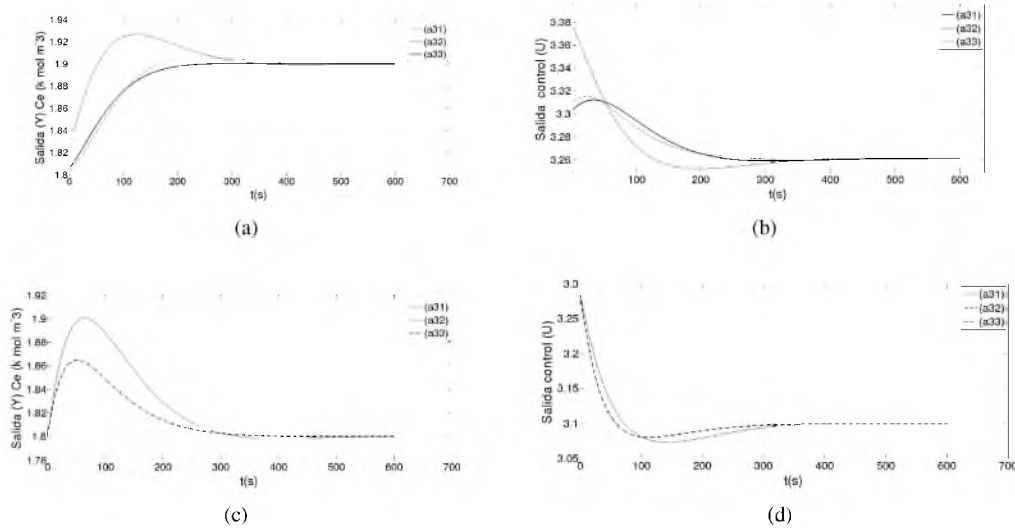 1.94
1.92
1.9
1.88
1.86
1.84
1.82
1.8
0 100 200 300 400 500 600 700
Salida (Y) Ce (k mol m 3)
t(s)
(a31)
(a32)
(a33)
(a)
3.38
3.36
3.34
3.32
3.30
3.28
3.26
100 200 300 400 500 600
Salida control (U)
t(s)
(a31)
(a32)
(a33)
(b)
1.92
1.9
1.88
1.86
1.84
1.82
1.8
1.78
0 50 100 200 300 400 500 600 700
Salida (Y) Ce (k mol m 3)
t(s)
(a31)
(a32)
(a33)
(c)
3.0
3.25
3.2
3.15
3.10
3.05
0 100 200 300 400 500 600 700
Salida control (U)
t(s)
(a31)
(a32)
(a33)
(d)